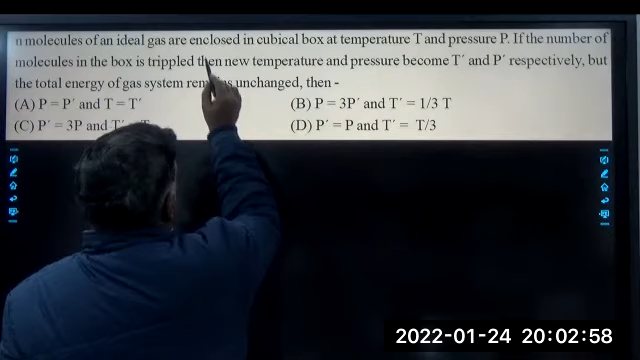 n molecules of an ideal gas are enclosed in cubical box at temperature T and pressure P. If the number of
molecules in the box is trippled then new temperature and pressure become T′ and P′ respectively, but
the total energy of gas system remains unchanged, then -
(A) P = P′ and T = T′ (B) P = 3P′ and T′ = 1/3 T
(C) P′ = 3P and T′ = T (D) P′ = P and T′ = T/3
2022-01-24 20:02:58